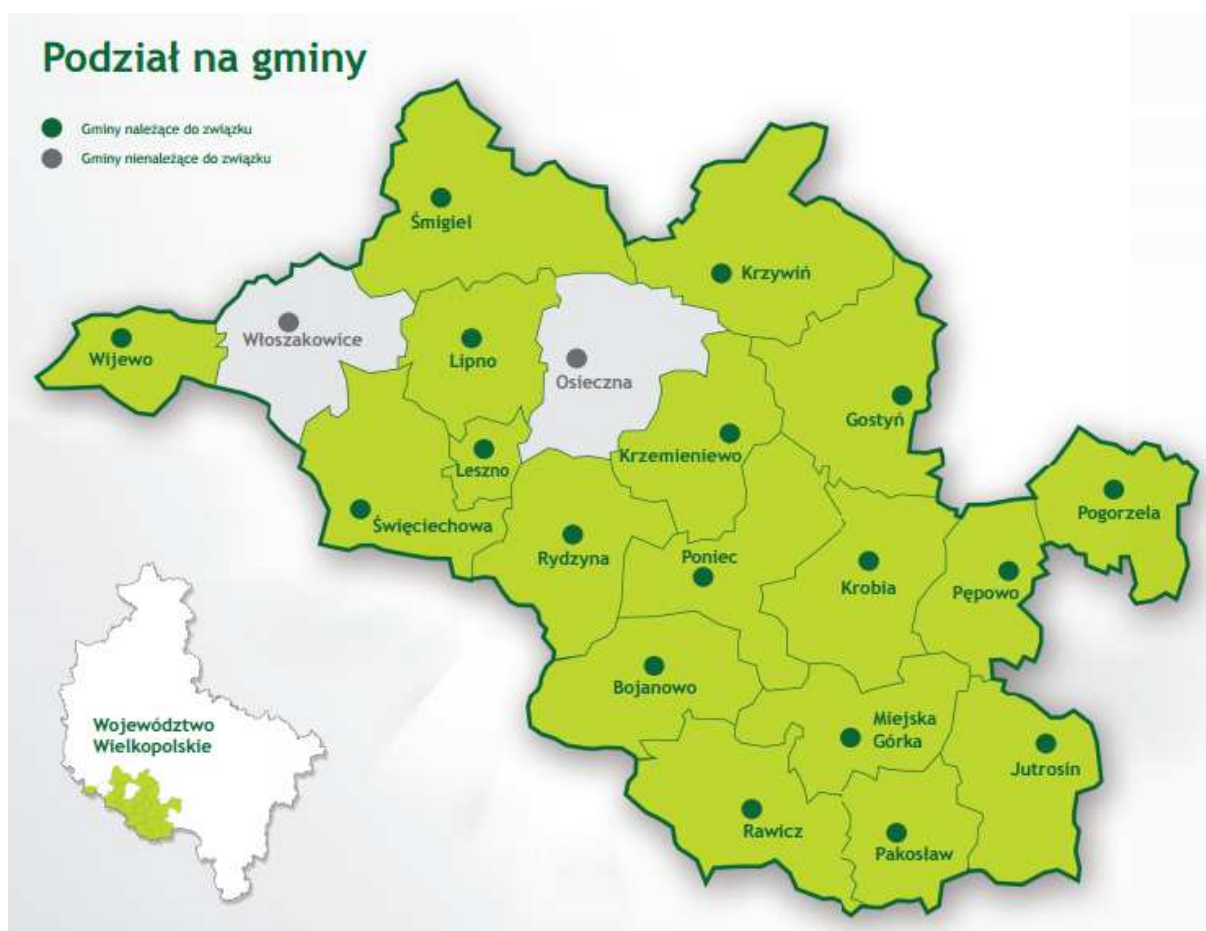 Podział na gminy
Gminy należące do związku
Gminy nienależące do związku
Śmigiel
Krzywiń
Włoszakowice
Wijewo
Lipno
Osieczna
Gostyń
Krzemieniewo
Leszno
Pogorzela
Święciechowa
Rydzyna
Poniec
Krobia
Pępowo
Bojanowo
Miejska
Górka
Jutrosin
Rawicz
Pakosław
Województwo
Wielkopolskie